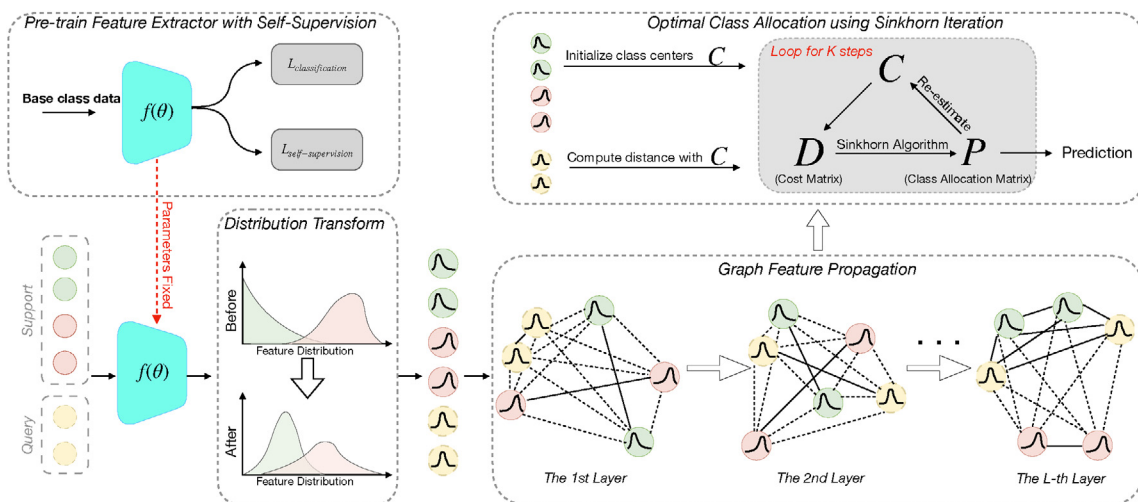 Pre-train Feature Extractor with Self-Supervision
Base class data
f(θ)
L_classification
L_self-supervision
Parameters Fixed
Support
Query
f(θ)
Distribution Transform
Before
Feature Distribution
After
Feature Distribution
Optimal Class Allocation using Sinkhorn Iteration
Initialize class centers C
Compute distance with C
Loop for K steps
C
Re-estimate
D
Sinkhorn Algorithm
P
Prediction
(Cost Matrix)
(Class Allocation Matrix)
Graph Feature Propagation
. . .
The 1st Layer
The 2nd Layer
The L-th Layer